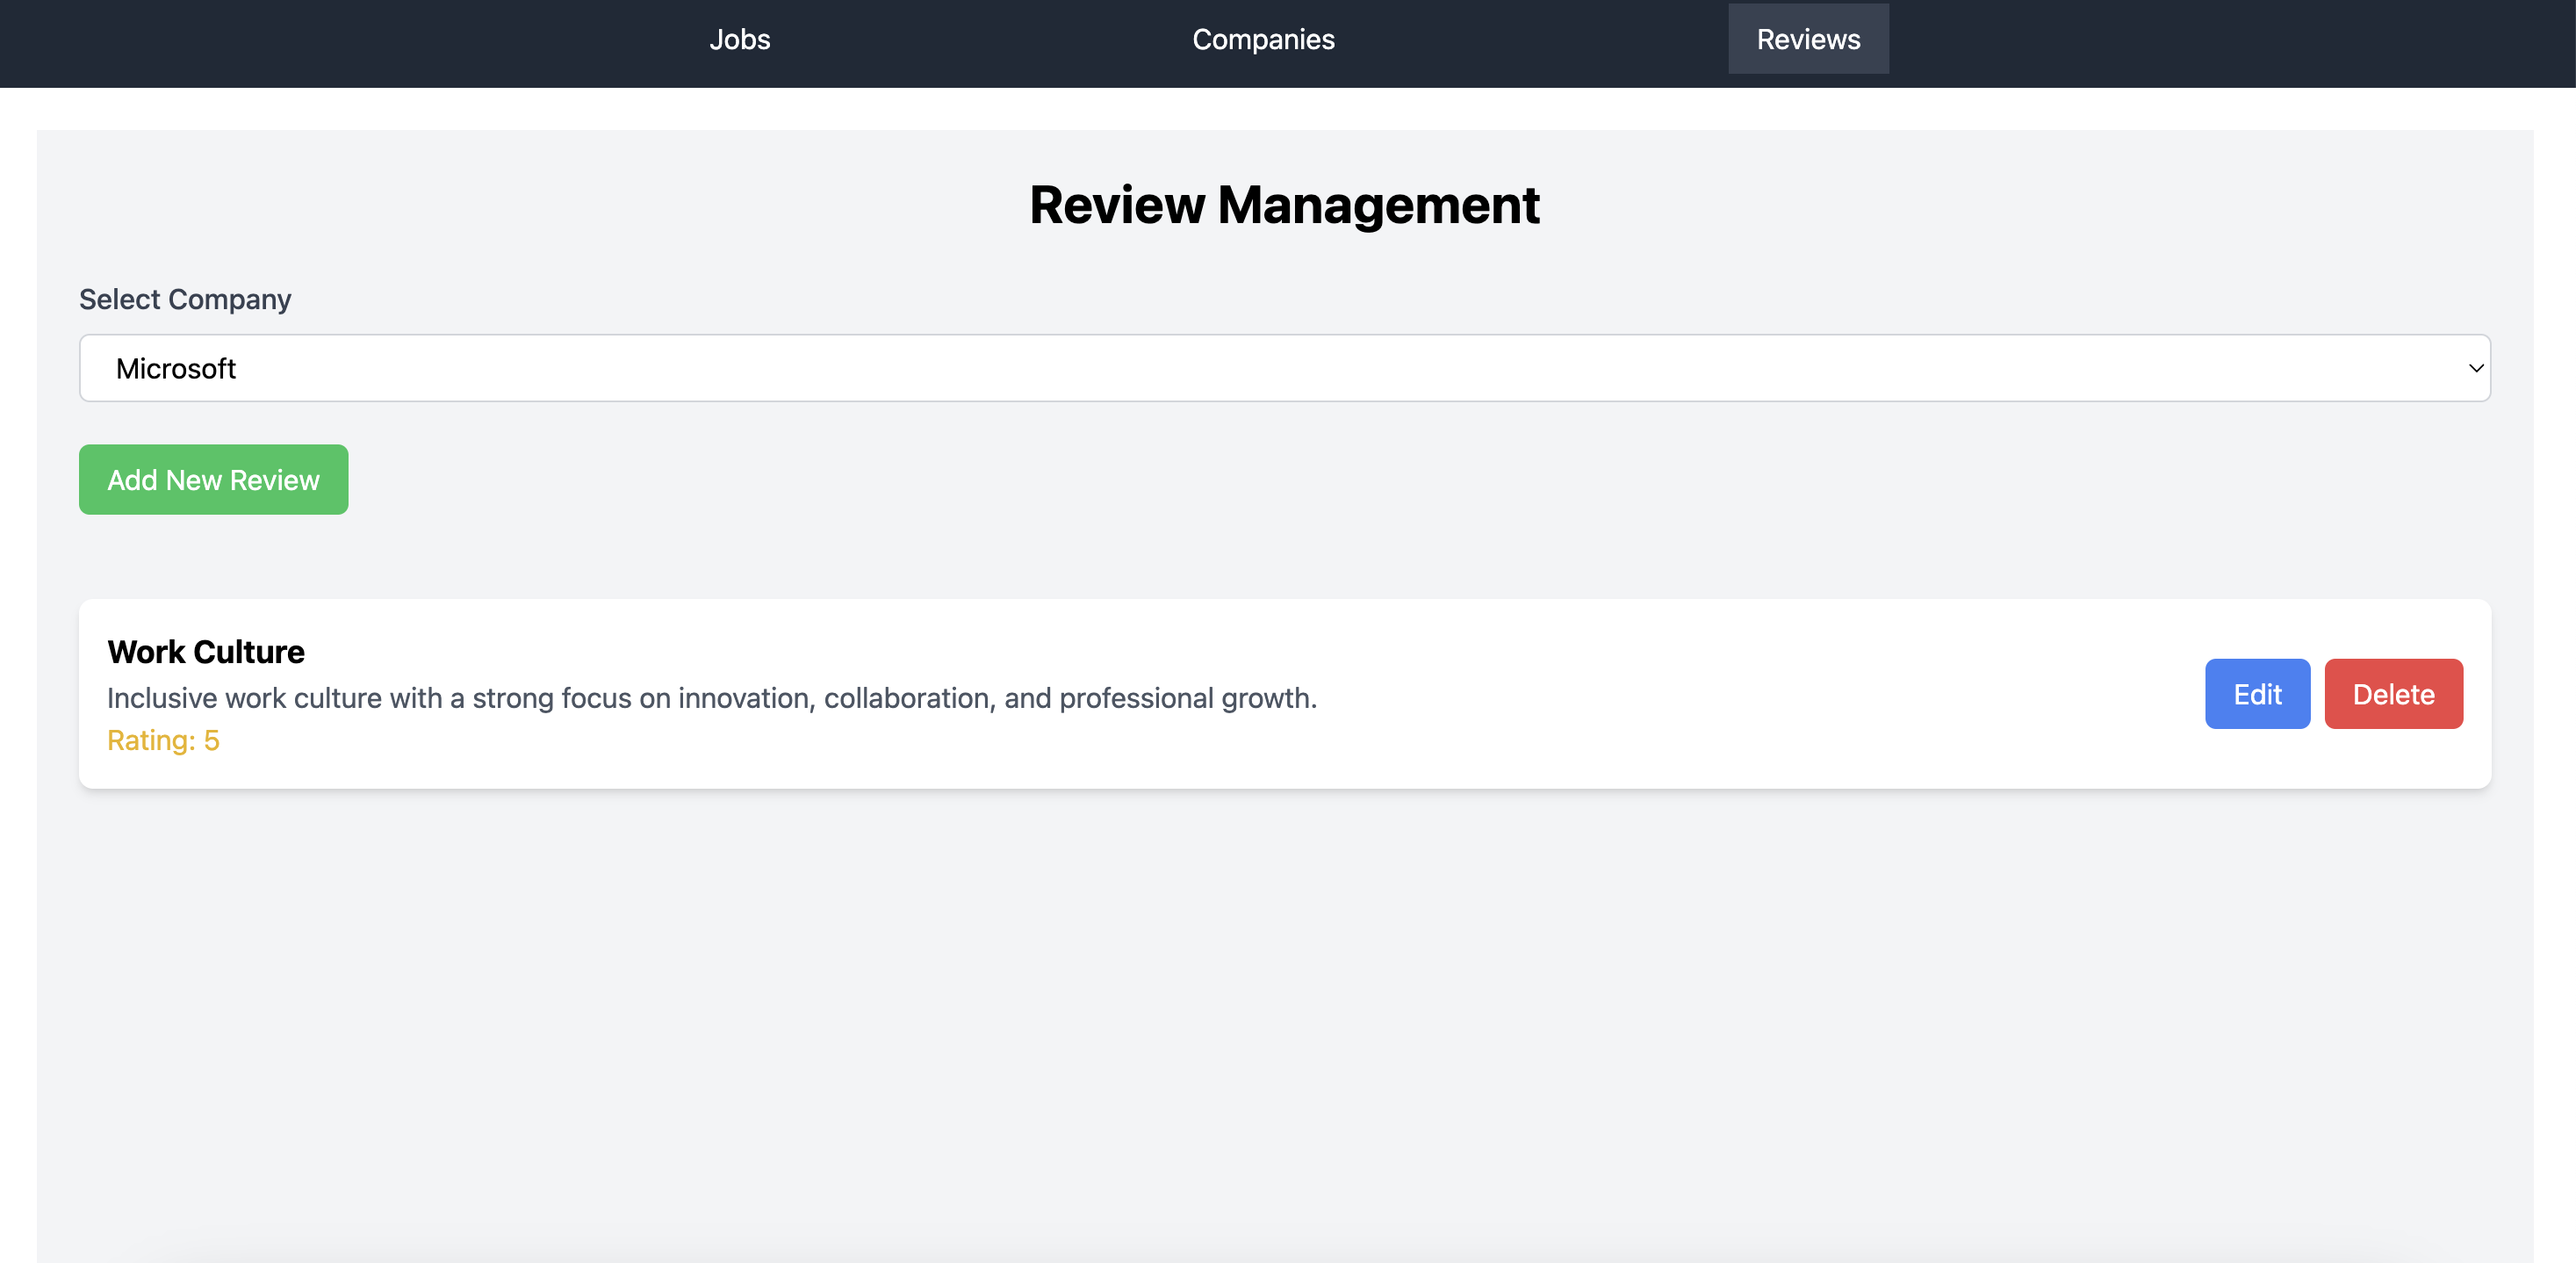 Jobs Companies Reviews
Review Management
Select Company
Microsoft
Add New Review
Work Culture
Inclusive work culture with a strong focus on innovation, collaboration, and professional growth.
Rating: 5
Edit Delete